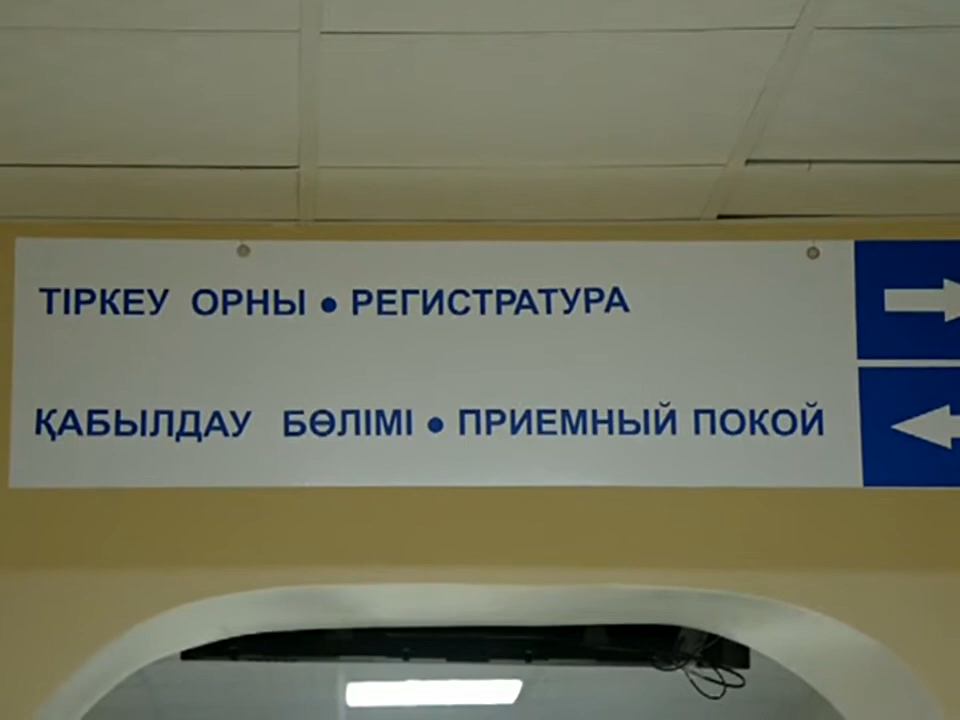 ТІРКЕУ ОРНЫ • РЕГИСТРАТУРА
ҚАБЫЛДАУ БӨЛІМІ • ПРИЕМНЫЙ ПОКОЙ